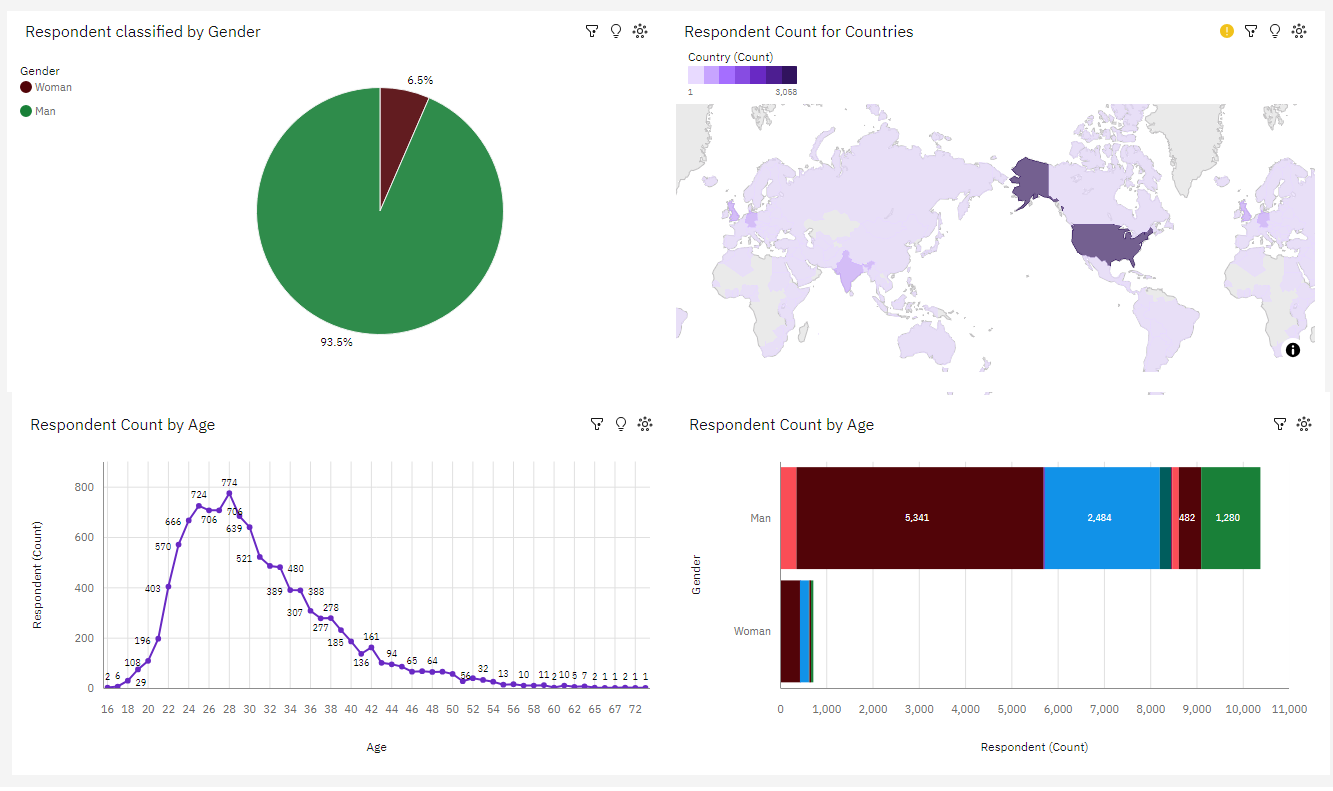 Respondent classified by Gender
Gender
Woman
Man
6.5%
93.5%
Respondent Count for Countries
Country (Count)
1 3,058
Respondent Count by Age
Respondent (Count)
800
600
400
200
0
2 6 29 108 196 403 570 666 724 706 774 706 639 521 480 389 388 307 277 278 185 136 161 94 65 64 56 32 13 10 11 2 10 5 7 2 1 1 2 1 1
16 18 20 22 24 26 28 30 32 34 36 38 40 42 44 46 48 50 52 54 56 58 60 62 65 67 72
Age
Respondent Count by Age
Gender
Man
5,341 2,484 482 1,280
Woman
0 1,000 2,000 3,000 4,000 5,000 6,000 7,000 8,000 9,000 10,000 11,000
Respondent (Count)